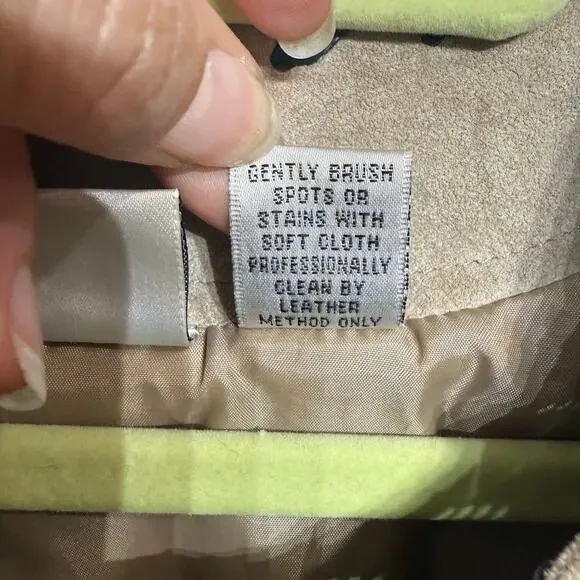 GENTLY BRUSH
SPOTS OR
STAINS WITH
SOFT CLOTH
PROFESSIONALLY
CLEAN BY
LEATHER
METHOD ONLY